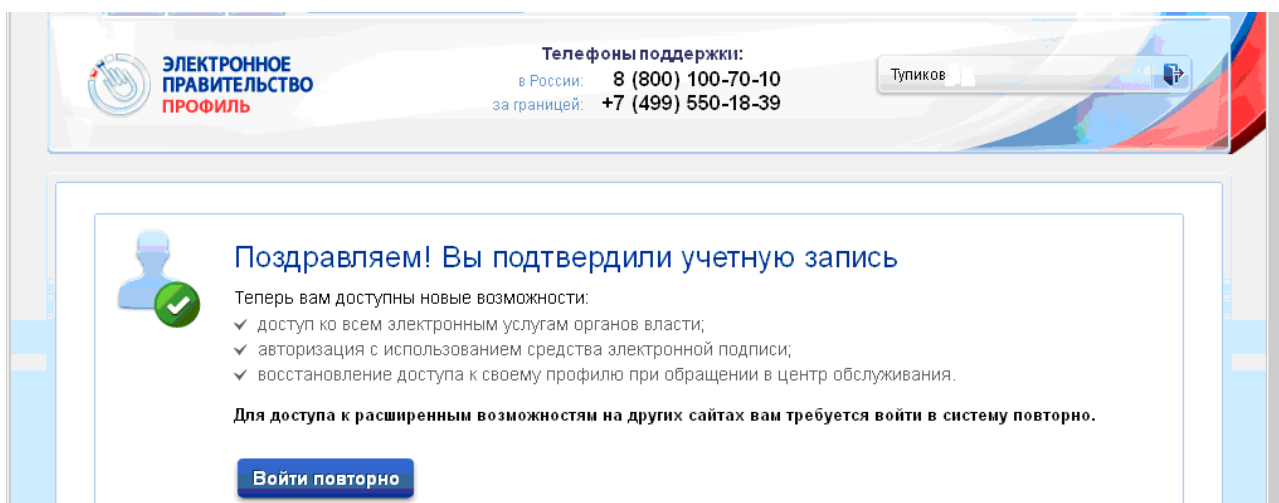 ЭЛЕКТРОННОЕ
ПРАВИТЕЛЬСТВО
ПРОФИЛЬ
Телефоны поддержки:
в России: 8 (800) 100-70-10
за границей: +7 (499) 550-18-39
Тупиков
Поздравляем! Вы подтвердили учетную запись
Теперь вам доступны новые возможности:
доступ ко всем электронным услугам органов власти;
авторизация с использованием средства электронной подписи;
восстановление доступа к своему профилю при обращении в центр обслуживания.
Для доступа к расширенным возможностям на других сайтах вам требуется войти в систему повторно.
Войти повторно